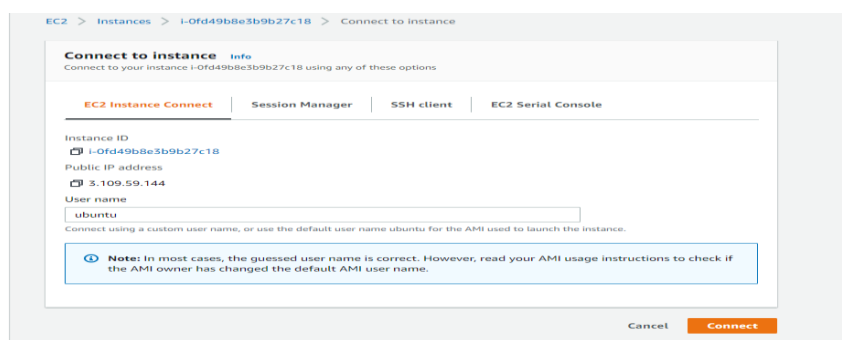 EC2 > Instances > i-0fd49b8e3b9b27c18 > Connect to instance
Connect to instance Info
Connect to your instance i-0fd49b8e3b9b27c18 using any of these options
EC2 Instance Connect Session Manager SSH client EC2 Serial Console
Instance ID
i-0fd49b8e3b9b27c18
Public IP address
3.109.59.144
User name
ubuntu
Connect using a custom user name, or use the default user name ubuntu for the AMI used to launch the instance.
Note: In most cases, the guessed user name is correct. However, read your AMI usage instructions to check if
the AMI owner has changed the default AMI user name.
Cancel Connect